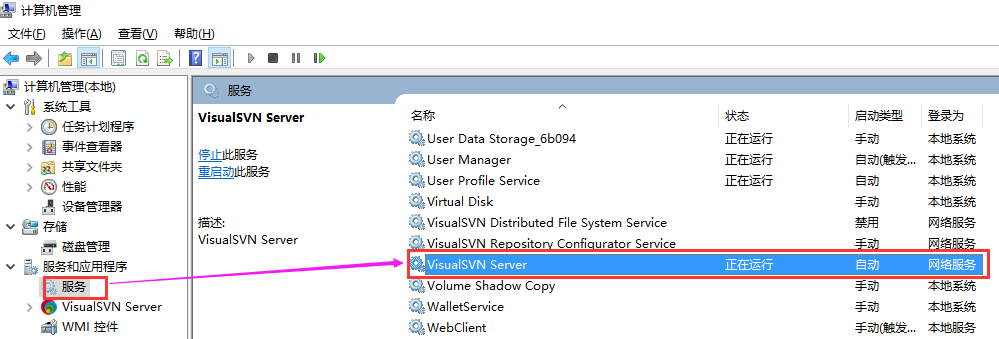 计算机管理
文件(F) 操作(A) 查看(V) 帮助(H)
计算机管理(本地)
系统工具
任务计划程序
事件查看器
共享文件夹
性能
设备管理器
存储
磁盘管理
服务和应用程序
服务
VisualSVN Server
WMI 控件
服务
VisualSVN Server
停止此服务
重启动此服务
描述:
VisualSVN Server
名称 状态 启动类型 登录为
User Data Storage_6b094 正在运行 手动 本地系统
User Manager 正在运行 自动(触发... 本地系统
User Profile Service 正在运行 自动 本地系统
Virtual Disk 手动 本地系统
VisualSVN Distributed File System Service 禁用 网络服务
VisualSVN Repository Configurator Service 手动 网络服务
VisualSVN Server 正在运行 自动 网络服务
Volume Shadow Copy 手动 本地系统
WalletService 手动 本地系统
WebClient 手动(触发... 本地服务